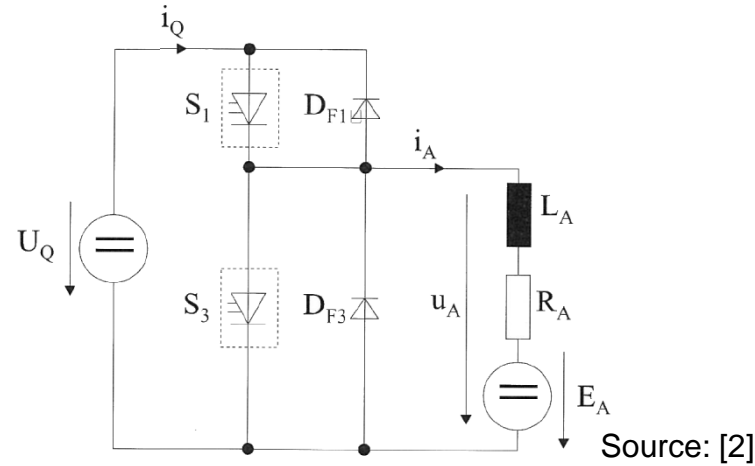 i_Q
S_1
D_F1
i_A
L_A
U_Q
S_3
D_F3
u_A
R_A
E_A
Source: [2]